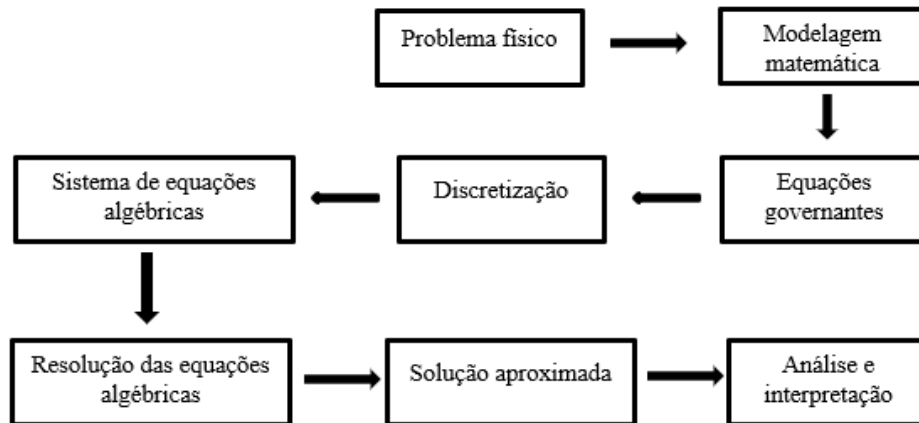 Problema físico
Modelagem
matemática
Equações
governantes
Discretização
Sistema de equações
algébricas
Resolução das equações
algébricas
Solução aproximada
Análise e
interpretação